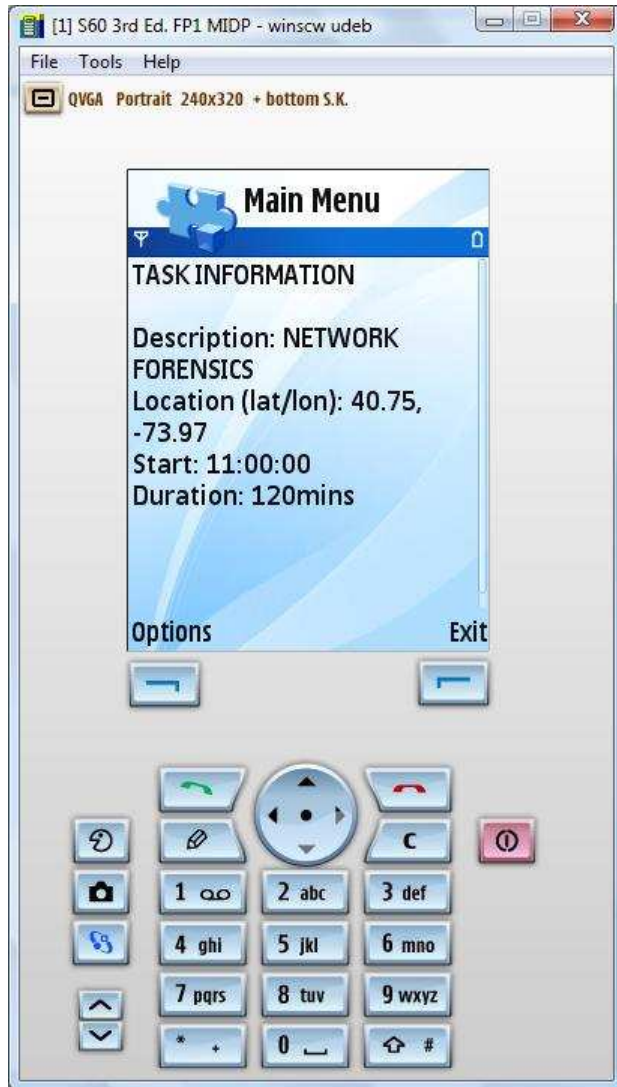 [1] S60 3rd Ed. FP1 MIDP - winscw udeb
File Tools Help
QVGA Portrait 240x320 + bottom S.K.
Main Menu
TASK INFORMATION
Description: NETWORK
FORENSICS
Location (lat/lon): 40.75,
-73.97
Start: 11:00:00
Duration: 120mins
Options Exit
C
1 2 abc 3 def
4 ghi 5 jkl 6 mno
7 pqrs 8 tuv 9 wxyz
* + 0 #